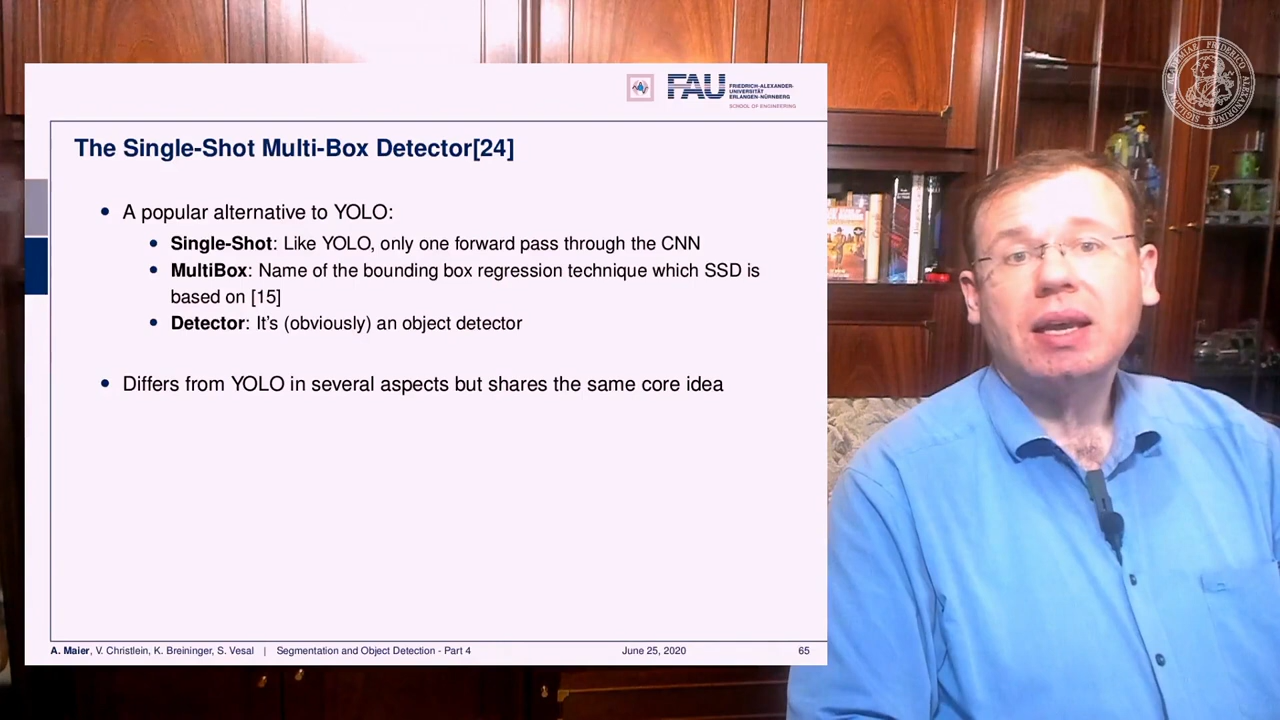 FAU
FRIEDRICH-ALEXANDER-
UNIVERSITÄT
ERLANGEN-NÜRNBERG
SCHOOL OF ENGINEERING
The Single-Shot Multi-Box Detector[24]
• A popular alternative to YOLO:
• Single-Shot: Like YOLO, only one forward pass through the CNN
• MultiBox: Name of the bounding box regression technique which SSD is
based on [15]
• Detector: It's (obviously) an object detector
• Differs from YOLO in several aspects but shares the same core idea
A. Maier, V. Christlein, K. Breininger, S. Vesal | Segmentation and Object Detection - Part 4 June 25, 2020 65